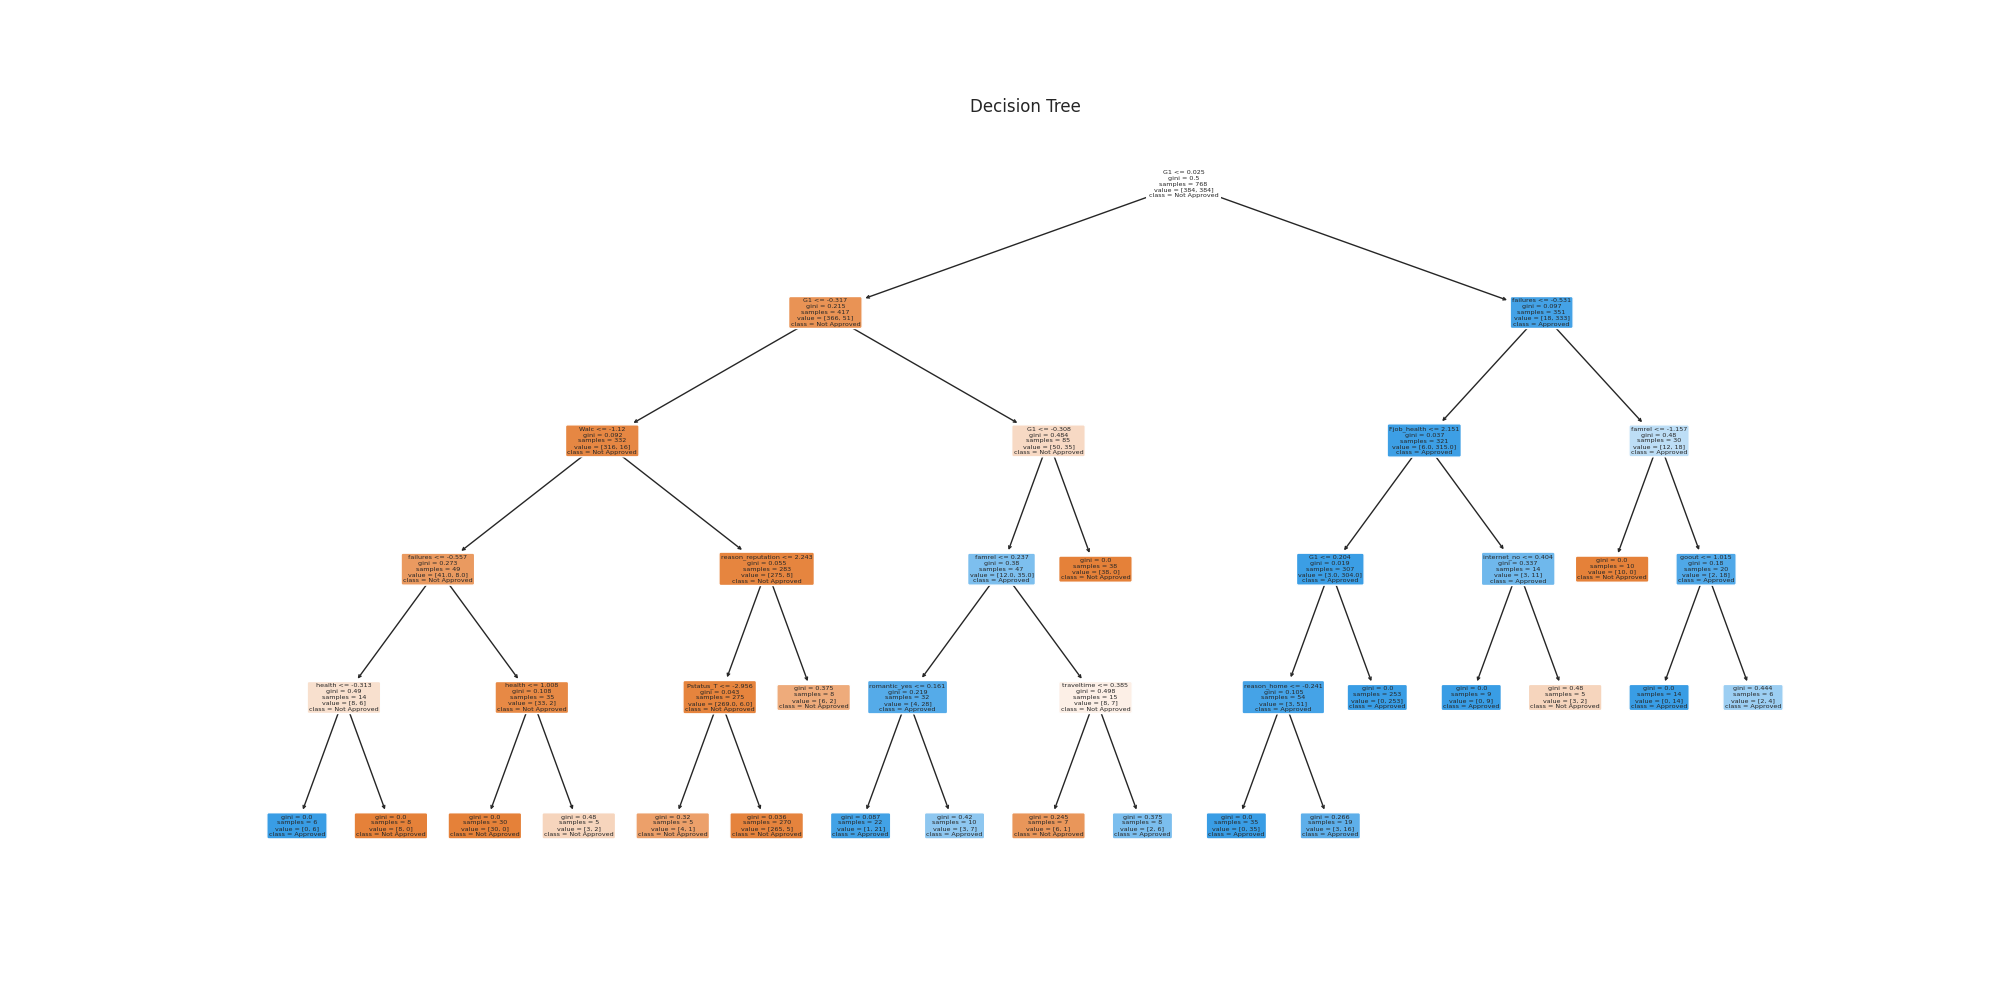 Decision Tree
G1 <= 0.025
gini = 0.5
samples = 768
value = [384, 384]
class = Not Approved
G1 <= -0.317
gini = 0.215
samples = 417
value = [366, 51]
class = Not Approved
failures <= -0.531
gini = 0.097
samples = 351
value = [18, 333]
class = Approved
Walc <= -1.12
gini = 0.092
samples = 332
value = [316, 16]
class = Not Approved
G1 <= -0.308
gini = 0.484
samples = 85
value = [50, 35]
class = Not Approved
Fjob_health <= 2.151
gini = 0.037
samples = 321
value = [6.0, 315.0]
class = Approved
famrel <= -1.157
gini = 0.48
samples = 30
value = [12, 18]
class = Approved
failures <= -0.557
gini = 0.273
samples = 49
value = [41.0, 8.0]
class = Not Approved
reason_reputation <= 2.243
gini = 0.055
samples = 283
value = [275, 8]
class = Not Approved
famrel <= 0.237
gini = 0.38
samples = 47
value = [12.0, 35.0]
class = Approved
gini = 0.0
samples = 38
value = [38, 0]
class = Not Approved
G1 <= 0.204
gini = 0.019
samples = 307
value = [3.0, 304.0]
class = Approved
internet_no <= 0.404
gini = 0.337
samples = 14
value = [3, 11]
class = Approved
gini = 0.0
samples = 10
value = [10, 0]
class = Not Approved
goout <= 1.015
gini = 0.18
samples = 20
value = [2, 18]
class = Approved
health <= -0.313
gini = 0.49
samples = 14
value = [8, 6]
class = Not Approved
health <= 1.008
gini = 0.108
samples = 35
value = [33, 2]
class = Not Approved
Pstatus_T <= -2.956
gini = 0.043
samples = 275
value = [269.0, 6.0]
class = Not Approved
gini = 0.375
samples = 8
value = [6, 2]
class = Not Approved
romantic_yes <= 0.161
gini = 0.219
samples = 32
value = [4, 28]
class = Approved
traveltime <= 0.385
gini = 0.498
samples = 15
value = [8, 7]
class = Not Approved
reason_home <= -0.241
gini = 0.105
samples = 54
value = [3, 51]
class = Approved
gini = 0.0
samples = 253
value = [0, 253]
class = Approved
gini = 0.0
samples = 9
value = [0, 9]
class = Approved
gini = 0.48
samples = 5
value = [3, 2]
class = Not Approved
gini = 0.0
samples = 14
value = [0, 14]
class = Approved
gini = 0.444
samples = 6
value = [2, 4]
class = Approved
gini = 0.0
samples = 6
value = [0, 6]
class = Approved
gini = 0.0
samples = 8
value = [8, 0]
class = Not Approved
gini = 0.0
samples = 30
value = [30, 0]
class = Not Approved
gini = 0.48
samples = 5
value = [3, 2]
class = Not Approved
gini = 0.32
samples = 5
value = [4, 1]
class = Not Approved
gini = 0.036
samples = 270
value = [265, 5]
class = Not Approved
gini = 0.087
samples = 22
value = [1, 21]
class = Approved
gini = 0.42
samples = 10
value = [3, 7]
class = Approved
gini = 0.245
samples = 7
value = [6, 1]
class = Not Approved
gini = 0.375
samples = 8
value = [2, 6]
class = Approved
gini = 0.0
samples = 35
value = [0, 35]
class = Approved
gini = 0.266
samples = 19
value = [3, 16]
class = Approved